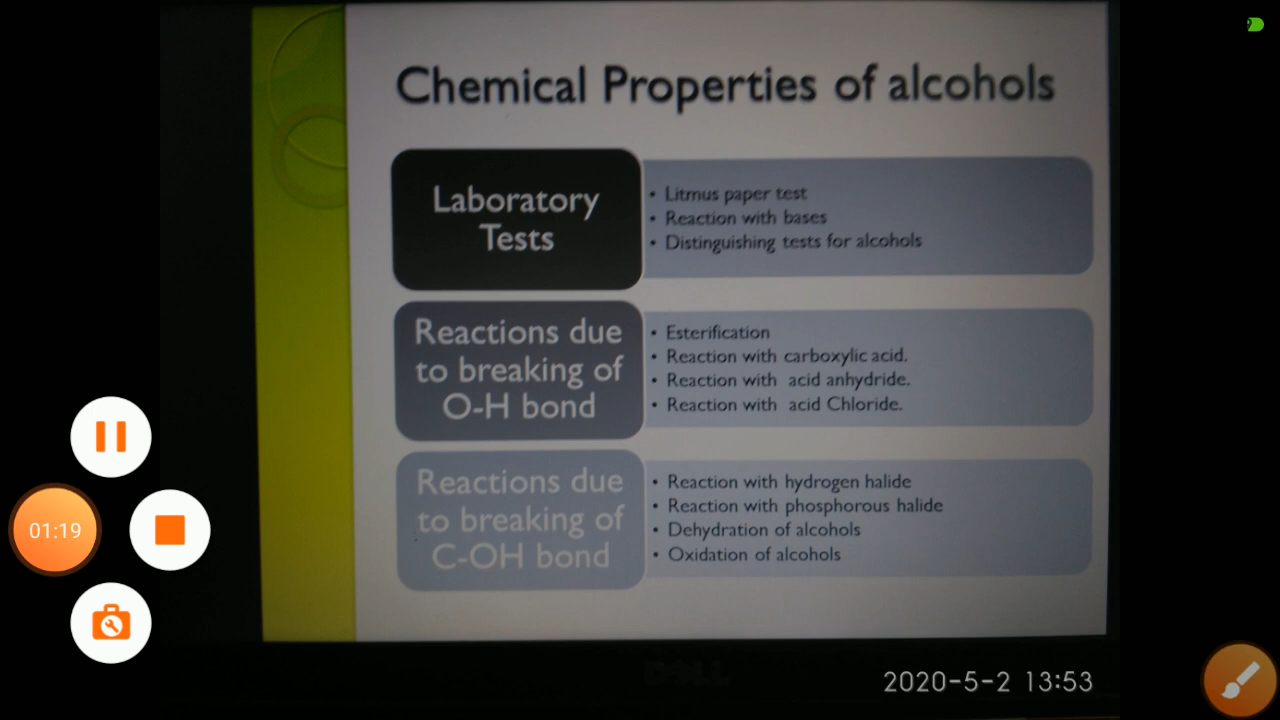 Chemical Properties of alcohols
Laboratory
Tests
• Litmus paper test
• Reaction with bases
• Distinguishing tests for alcohols
Reactions due
to breaking of
O-H bond
• Esterification
• Reaction with carboxylic acid.
• Reaction with acid anhydride.
• Reaction with acid Chloride.
Reactions due
to breaking of
C-OH bond
• Reaction with hydrogen halide
• Reaction with phosphorous halide
• Dehydration of alcohols
• Oxidation of alcohols
01:19
DELL
2020-5-2 13:53